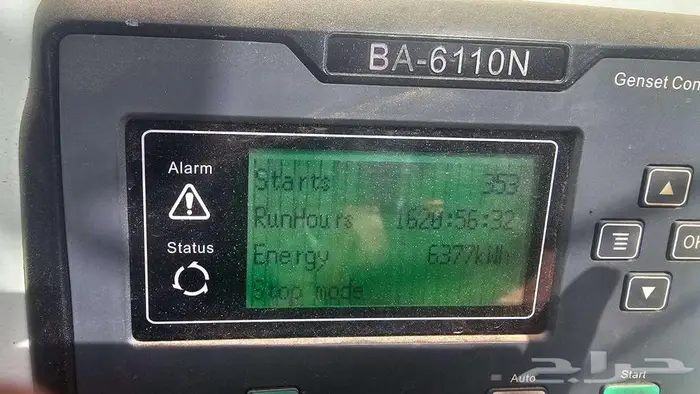 BA-6110N
Genset Con
Alarm
Status
Starts 353
RunHours 1620:56:32
Energy 6377kWh
Stop mode
OK
Auto
Start
حراج